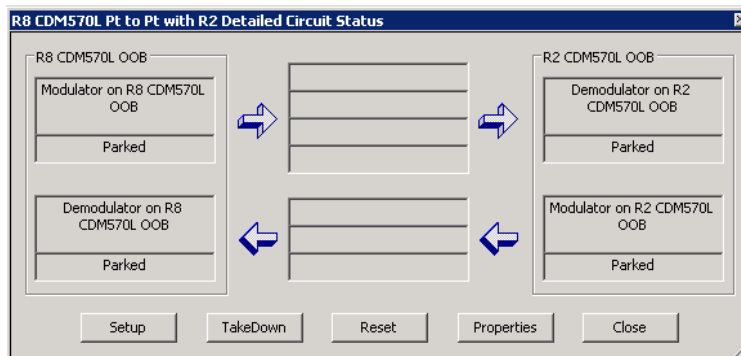 R8 CDM570L Pt to Pt with R2 Detailed Circuit Status
R8 CDM570L OOB
Modulator on R8 CDM570L
OOB
Parked
Demodulator on R8
CDM570L OOB
Parked
R2 CDM570L OOB
Demodulator on R2
CDM570L OOB
Parked
Modulator on R2 CDM570L
OOB
Parked
Setup
TakeDown
Reset
Properties
Close